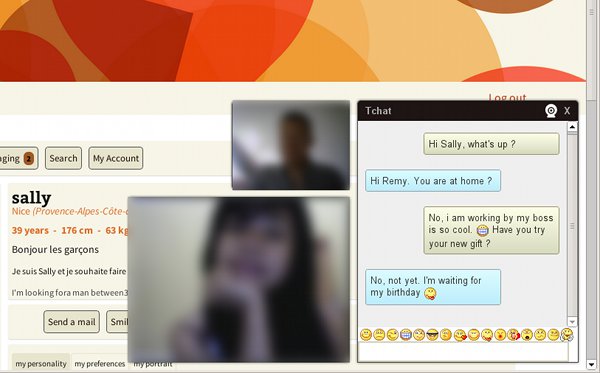 Log out
Tchat X
Hi Sally, what's up ?
aging 2 Search My Account
Hi Remy. You are at home ?
sally
Nice (Provence-Alpes-Côte-d
No, i am working by my boss
is so cool. Have you try
your new gift ?
39 years - 176 cm - 63 kg
Bonjour les garçons
Je suis Sally et je souhaite faire
No, not yet. I'm waiting for
my birthday
I'm looking fora man between3
Send a mail Smil
my personality my preferences my portrait